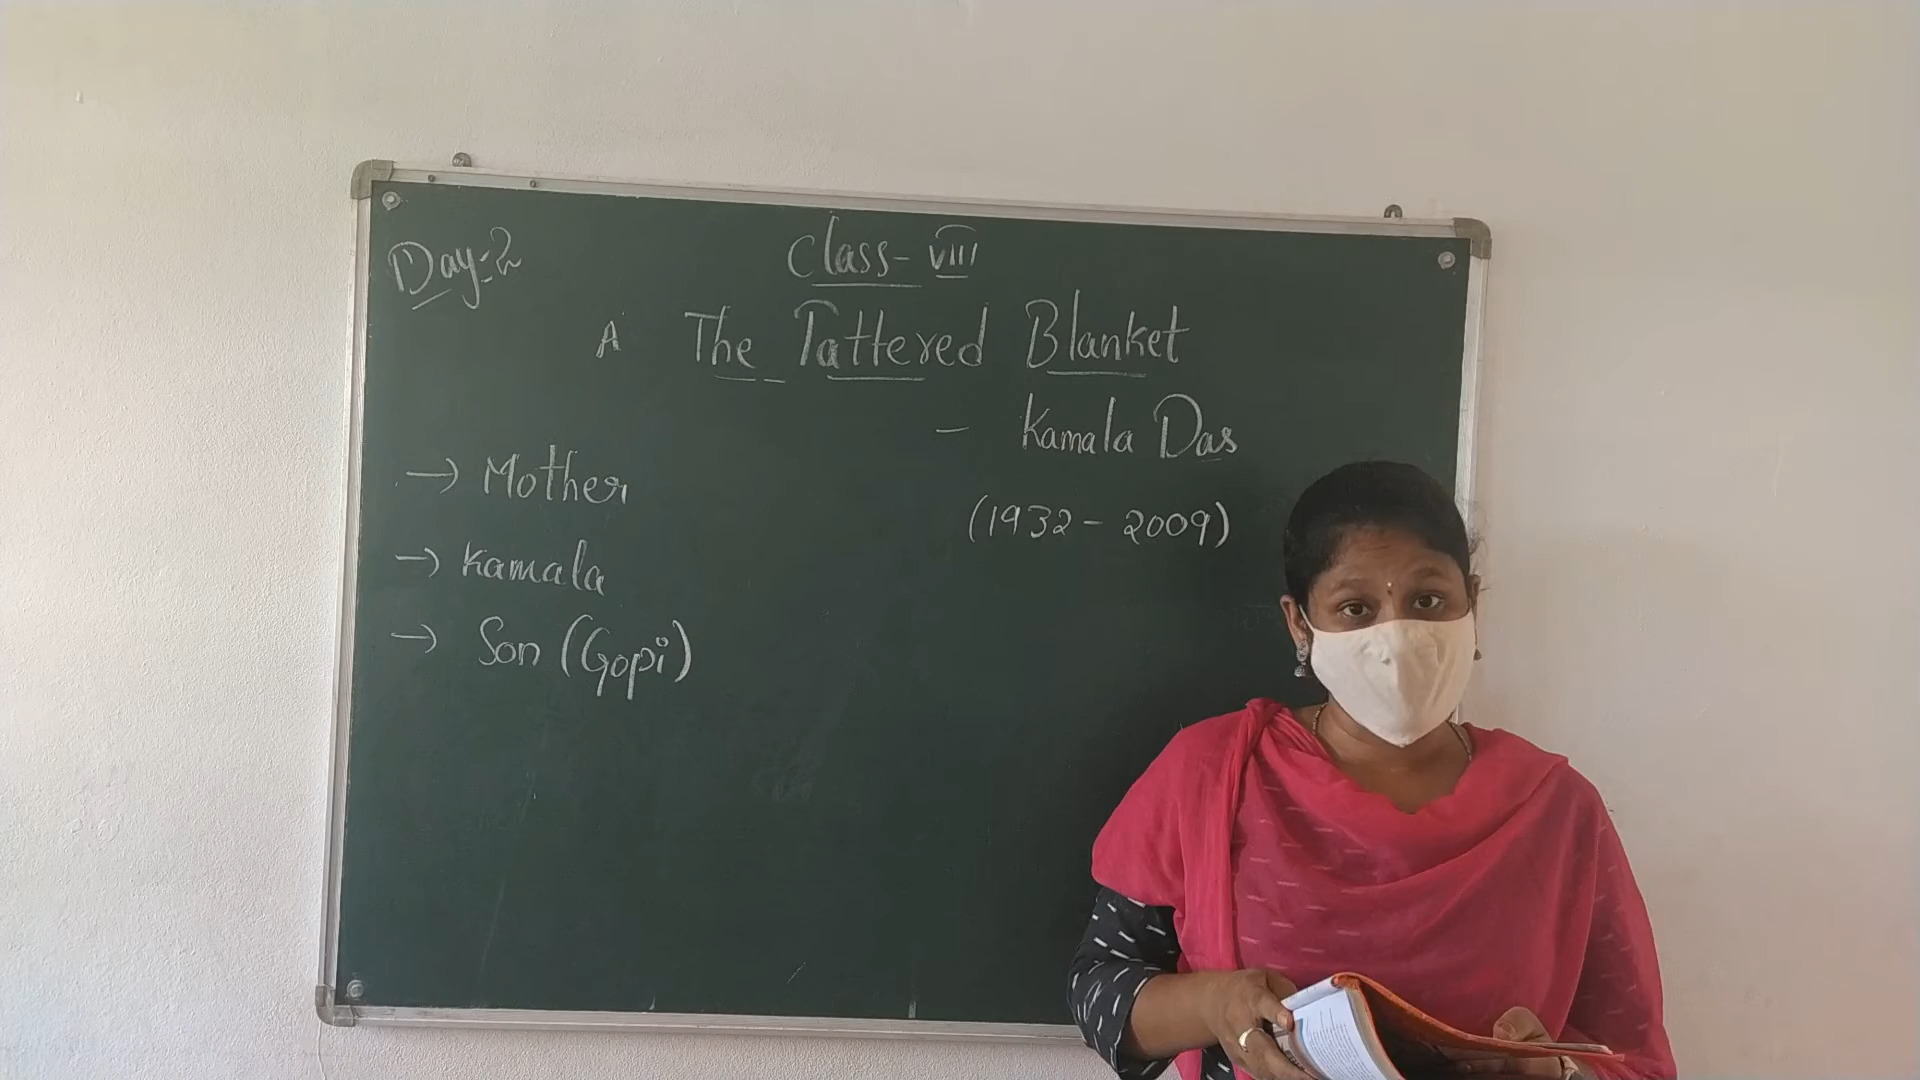 Day-2
Class-VIII
A The Tattered Blanket
- Kamala Das
(1932-2009)
→ Mother
→ Kamala
→ Son (Gopi)